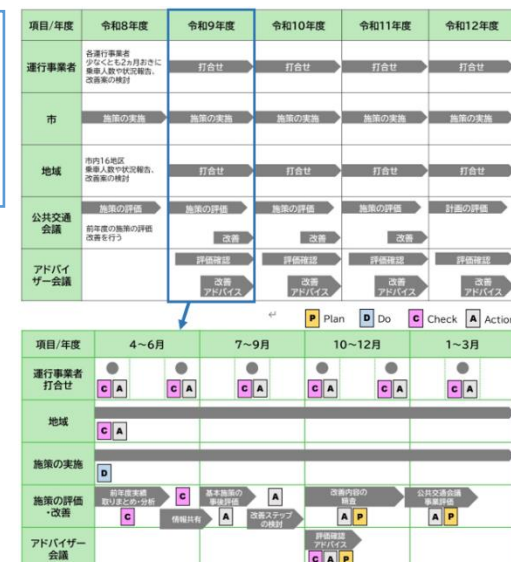 項目/年度 令和8年度 令和9年度 令和10年度 令和11年度 令和12年度
運行事業者
各運行事業者
少なくとも2ヵ月おきに
乗車人数や状況報告、
改善案の検討
打合せ 打合せ 打合せ 打合せ
市 施策の実施 施策の実施 施策の実施 施策の実施 施策の実施
地域
市内16地区
乗車人数や状況報告、
改善案の検討
打合せ 打合せ 打合せ 打合せ
公共交通
会議
施策の評価 施策の評価 施策の評価 施策の評価 計画の評価
前年度の施策の評価
改善を行う
改善 改善 改善
アドバイ
ザー会議
評価確認 評価確認 評価確認 評価確認
改善
アドバイス
改善
アドバイス
改善
アドバイス
改善
アドバイス
P Plan D Do C Check A Action
項目/年度 4~6月 7~9月 10~12月 1~3月
運行事業者
打合せ
C A C A C A C A C A C A
地域
C A
施策の実施
D
施策の評価
・改善
前年度実績
取りまとめ・分析
C
C
情報共有
基本施策の
事後評価
A
A
改善ステップ
の検討
改善内容の
精査
A P
公共交通会議
事業評価
A P
アドバイザー
会議
評価確認
アドバイス
C A P